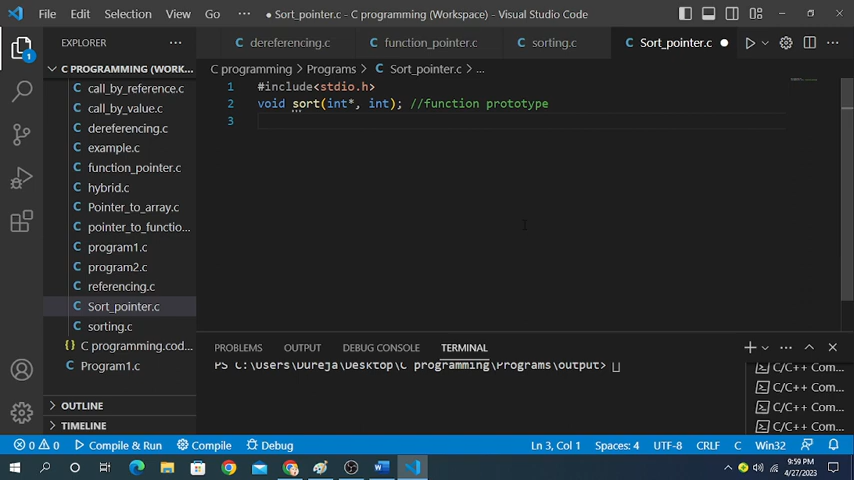 File Edit Selection View Go ··· ● Sort_pointer.c - C programming (Workspace) - Visual Studio Code
EXPLORER
dereferencing.c function_pointer.c sorting.c Sort_pointer.c
C PROGRAMMING (WORK...
C programming > Programs > C Sort_pointer.c > ...
call_by_reference.c
call_by_value.c
dereferencing.c
example.c
function_pointer.c
hybrid.c
Pointer_to_array.c
pointer_to_functio...
program1.c
program2.c
referencing.c
Sort_pointer.c
sorting.c
{} C programming.cod...
C Program1.c
OUTLINE
TIMELINE
1 #include<stdio.h>
2 void sort(int*, int); //function prototype
3
PROBLEMS OUTPUT DEBUG CONSOLE TERMINAL
PS C:\Users\Dureja\Desktop\C programming\Programs\output>
C/C++ Com...
C/C++ Com...
C/C++ Com...
C/C++ Com...
0 0 Compile & Run Compile Debug Ln 3, Col 1 Spaces: 4 UTF-8 CRLF C Win32
9:59 PM
4/27/2023